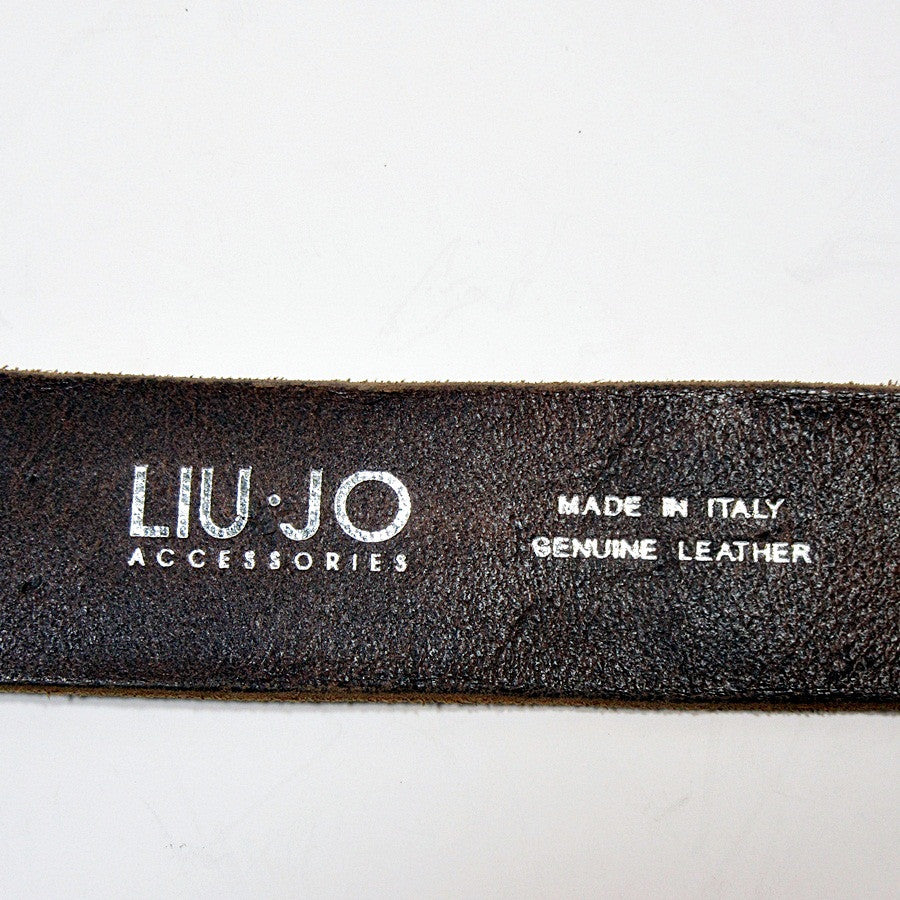 LIU·JO
ACCESSORIES
MADE IN ITALY
GENUINE LEATHER